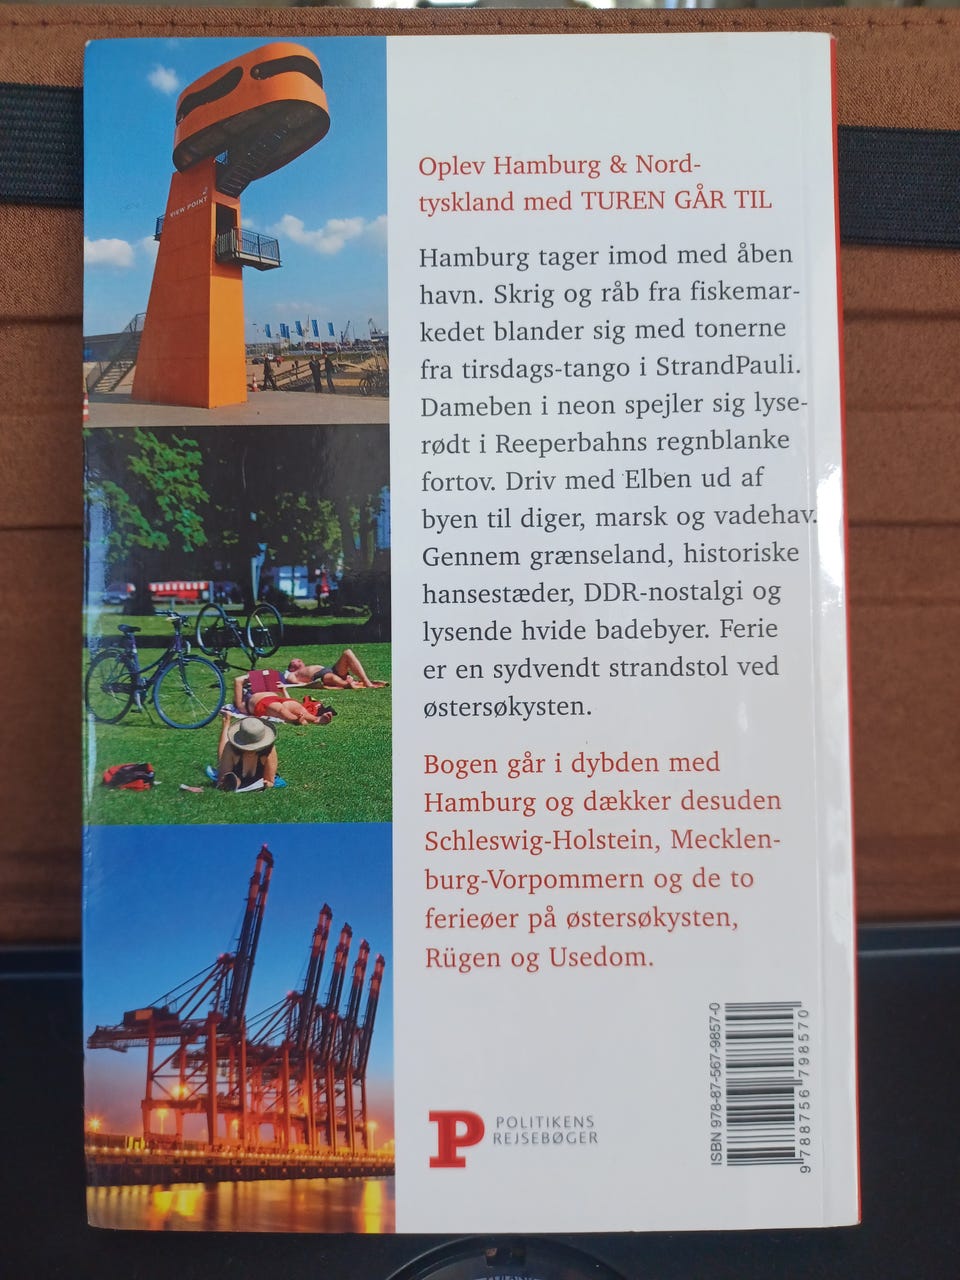 VIEW POINT
Oplev Hamburg & Nord-
tyskland med TUREN GÅR TIL
Hamburg tager imod med åben
havn. Skrig og råb fra fiskemar-
kedet blander sig med tonerne
fra tirsdags-tango i StrandPauli.
Dameben i neon spejler sig lyse-
rødt i Reeperbahns regnblanke
fortov. Driv med Elben ud af
byen til diger, marsk og vadehav.
Gennem grænseland, historiske
hansestæder, DDR-nostalgi og
lysende hvide badebyer. Ferie
er en sydvendt strandstol ved
østersøkysten.
Bogen går i dybden med
Hamburg og dækker desuden
Schleswig-Holstein, Mecklen-
burg-Vorpommern og de to
ferieøer på østersøkysten,
Rügen og Usedom.
P
POLITIKENS
REJSEBØGER
ISBN 978-87-567-9857-0
9 788756 798570